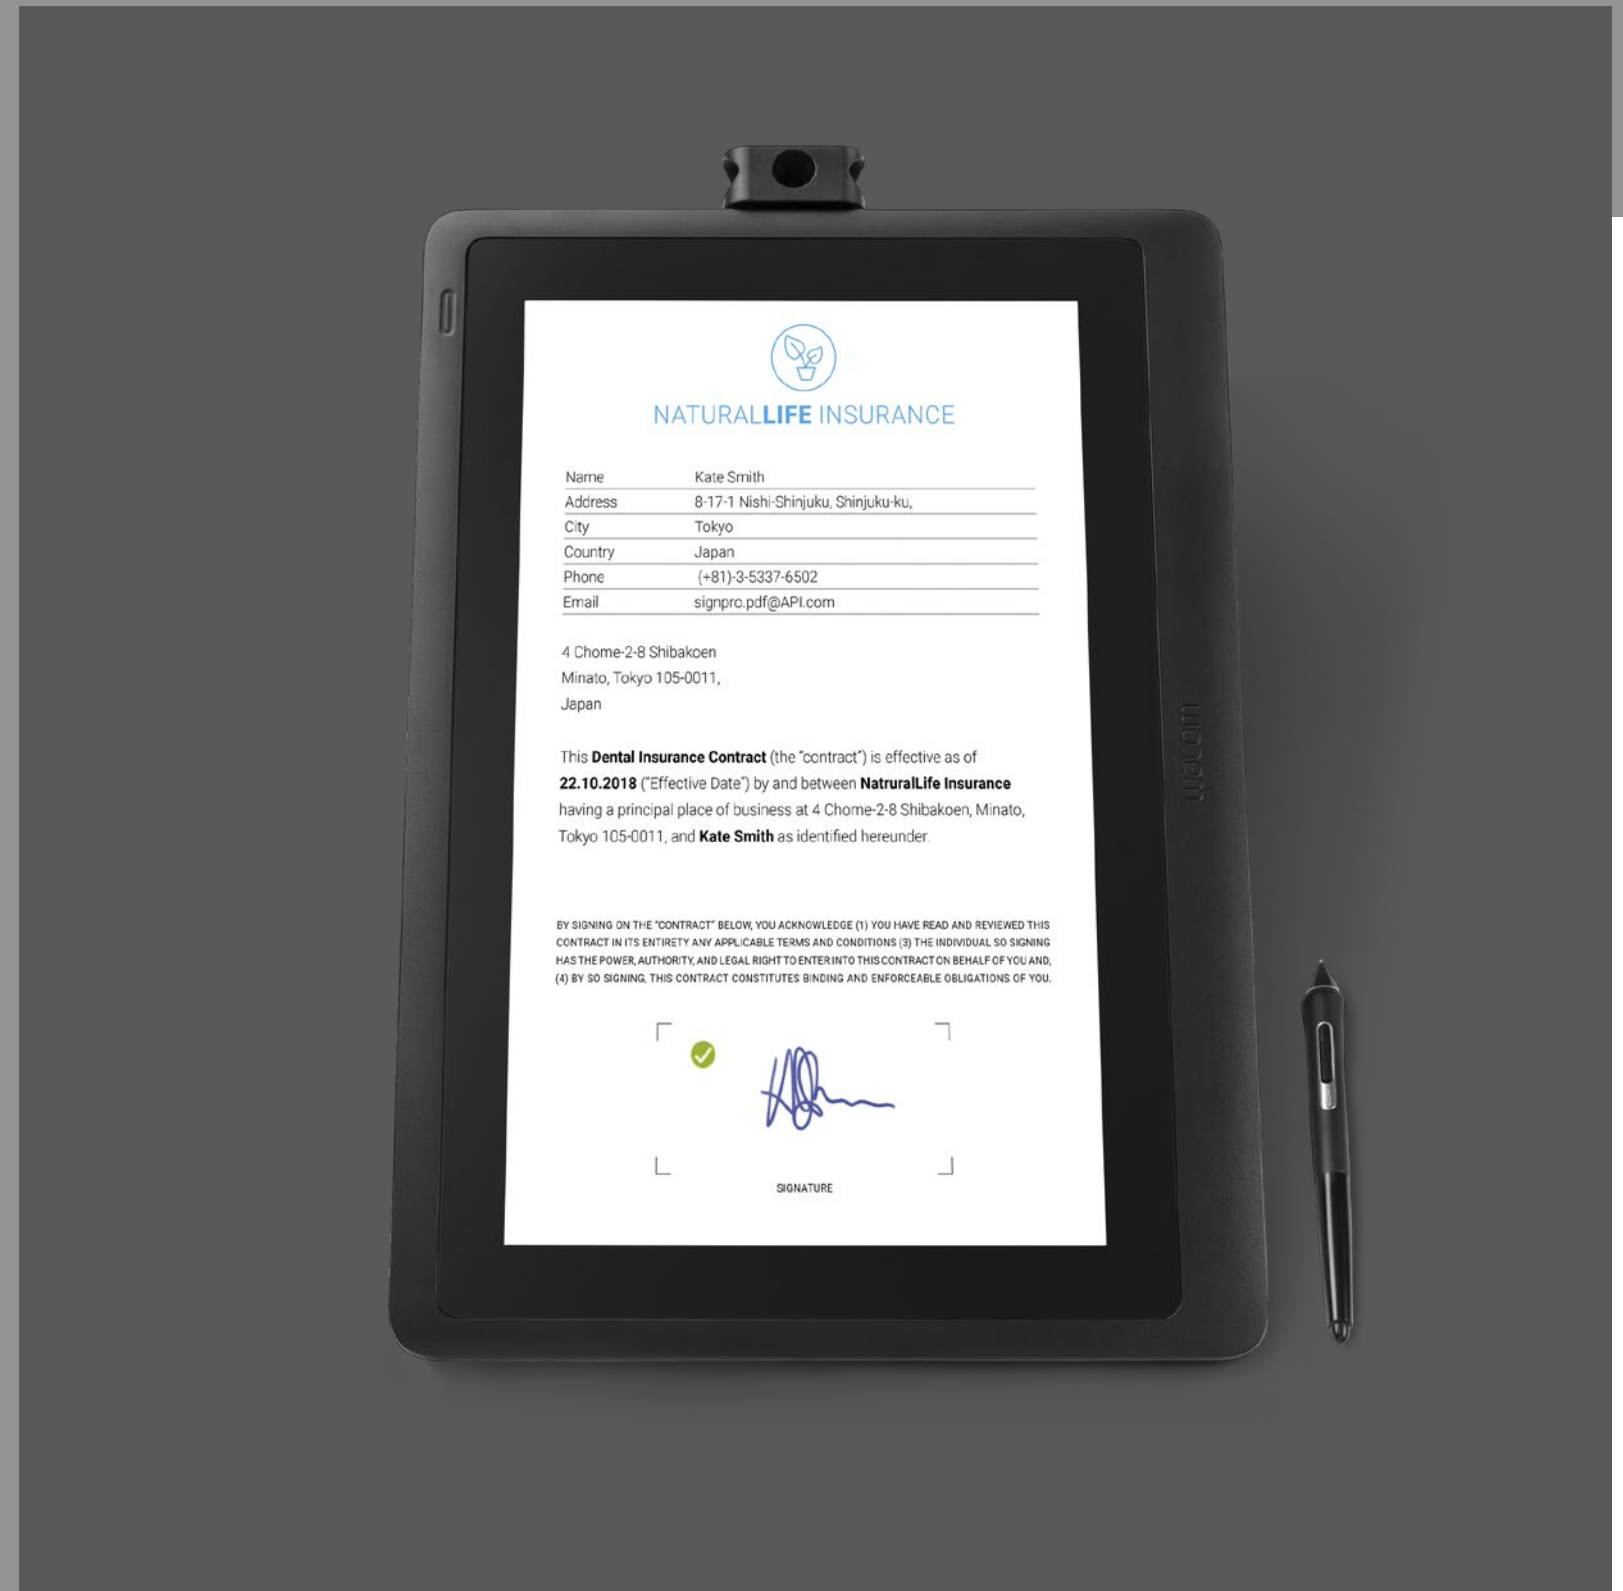 NATURALLIFE INSURANCE
Name Kate Smith
Address 8-17-1 Nishi-Shinjuku, Shinjuku-ku,
City Tokyo
Country Japan
Phone (+81)-3-5337-6502
Email signpro.pdf@API.com
4 Chome-2-8 Shibakoen
Minato, Tokyo 105-0011,
Japan
This Dental Insurance Contract (the "contract") is effective as of
22.10.2018 ("Effective Date") by and between NatruralLife Insurance
having a principal place of business at 4 Chome-2-8 Shibakoen, Minato,
Tokyo 105-0011, and Kate Smith as identified hereunder.
BY SIGNING ON THE "CONTRACT" BELOW, YOU ACKNOWLEDGE (1) YOU HAVE READ AND REVIEWED THIS
CONTRACT IN ITS ENTIRETY ANY APPLICABLE TERMS AND CONDITIONS (3) THE INDIVIDUAL SO SIGNING
HAS THE POWER, AUTHORITY, AND LEGAL RIGHT TO ENTER INTO THIS CONTRACT ON BEHALF OF YOU AND,
(4) BY SO SIGNING, THIS CONTRACT CONSTITUTES BINDING AND ENFORCEABLE OBLIGATIONS OF YOU.
SIGNATURE
wacom